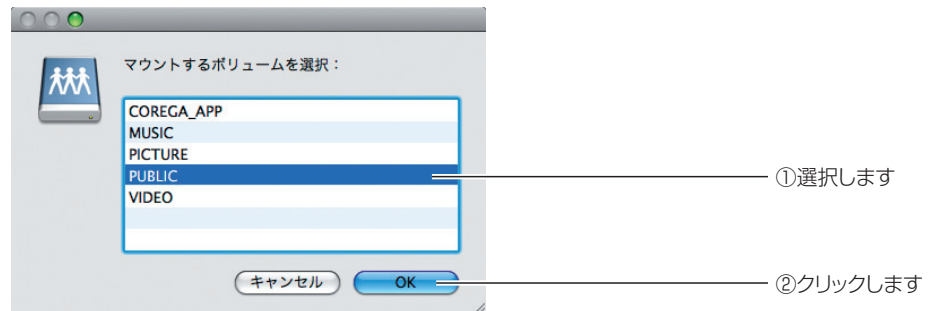 マウントするボリュームを選択：
COREGA_APP
MUSIC
PICTURE
PUBLIC
VIDEO
①選択します
キャンセル
OK
②クリックします